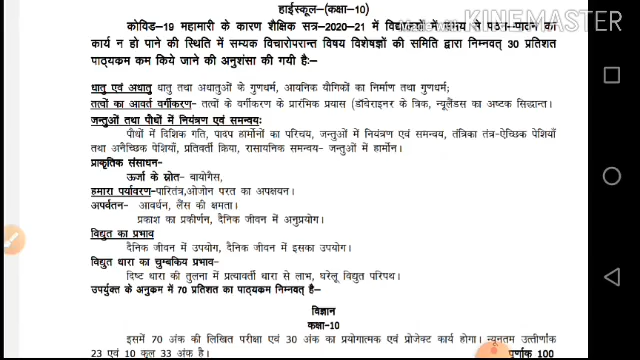 हाईस्कूल–(कक्षा–10)
MADE WITH
KINEMASTER
कोविड–19 महामारी के कारण शैक्षिक सत्र–2020–21 में विद्यालयों में समय से पठन–पाठन का
कार्य न हो पाने की स्थिति में सम्यक विचारोपरान्त विषय विशेषज्ञों की समिति द्वारा निम्नवत् 30 प्रतिशत
पाठ्यक्रम कम किये जाने की अनुशंसा की गयी है:–
धातु एवं अधातु धातु तथा अधातुओं के गुणधर्म, आयनिक यौगिकों का निर्माण तथा गुणधर्म;
तत्वों का आवर्त वर्गीकरण– तत्वों के वर्गीकरण के प्रारंभिक प्रयास (डॉबेराइनर के त्रिक, न्यूलैंडस का अष्टक सिद्धान्त।
जन्तुओं तथा पौधों में नियंत्रण एवं समन्वयः
पौधों में दिशिक गति, पादप हार्मोनों का परिचय, जन्तुओं में नियंत्रण एवं समन्वय, तंत्रिका तंत्र–ऐच्छिक पेशियाँ
तथा अनैच्छिक पेशियाँ, प्रतिवर्ती क्रिया, रासायनिक समन्वय– जन्तुओं में हार्मोन।
प्राकृतिक संसाधन–
ऊर्जा के स्रोत– बायोगैस,
हमारा पर्यावरण–पारितंत्र,ओजोन परत का अपक्षयन।
अपरर्वतन– आवर्धन, लैंस की क्षमता।
प्रकाश का प्रकीर्णन, दैनिक जीवन में अनुप्रयोग।
विद्युत का प्रभाव
दैनिक जीवन में उपयोग, दैनिक जीवन में इसका उपयोग।
विद्युत धारा का चुम्बकिय प्रभाव–
दिष्ट धारा की तुलना में प्रत्यावर्ती धारा से लाभ, घरेलू विद्युत परिपथ।
उपर्युक्त के अनुक्रम में 70 प्रतिशत का पाठ्यक्रम निम्नवत् है–
विज्ञान
कक्षा–10
इसमें 70 अंक की लिखित परीक्षा एवं 30 अंक का प्रयोगात्मक एवं प्रोजेक्ट कार्य होगा। न्यूनतम उत्तीर्णांक
23 एवं 10 कुल 33 अंक है।
पूर्णांक 100